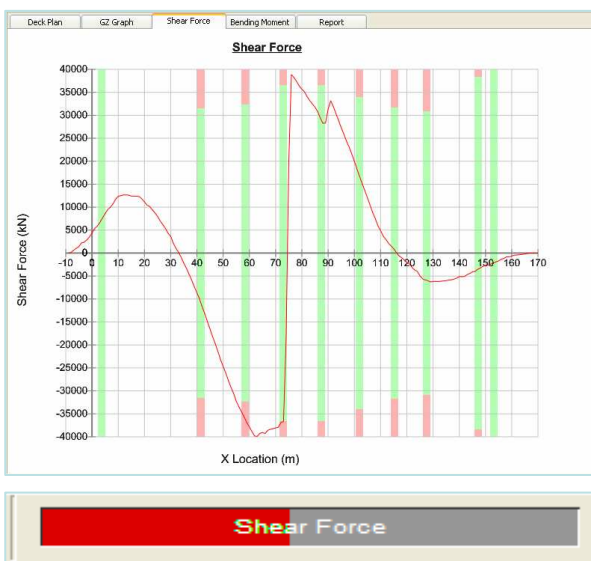 Deck Plan GZ Graph Shear Force Bending Moment Report
Shear Force
40000
35000
30000
25000
20000
15000
10000
5000
0
-10 0 10 20 30 40 50 60 70 80 90 100 110 120 130 140 150 160 170
-5000
-10000
-15000
-20000
-25000
-30000
-35000
-40000
Shear Force (kN)
X Location (m)
Shear Force